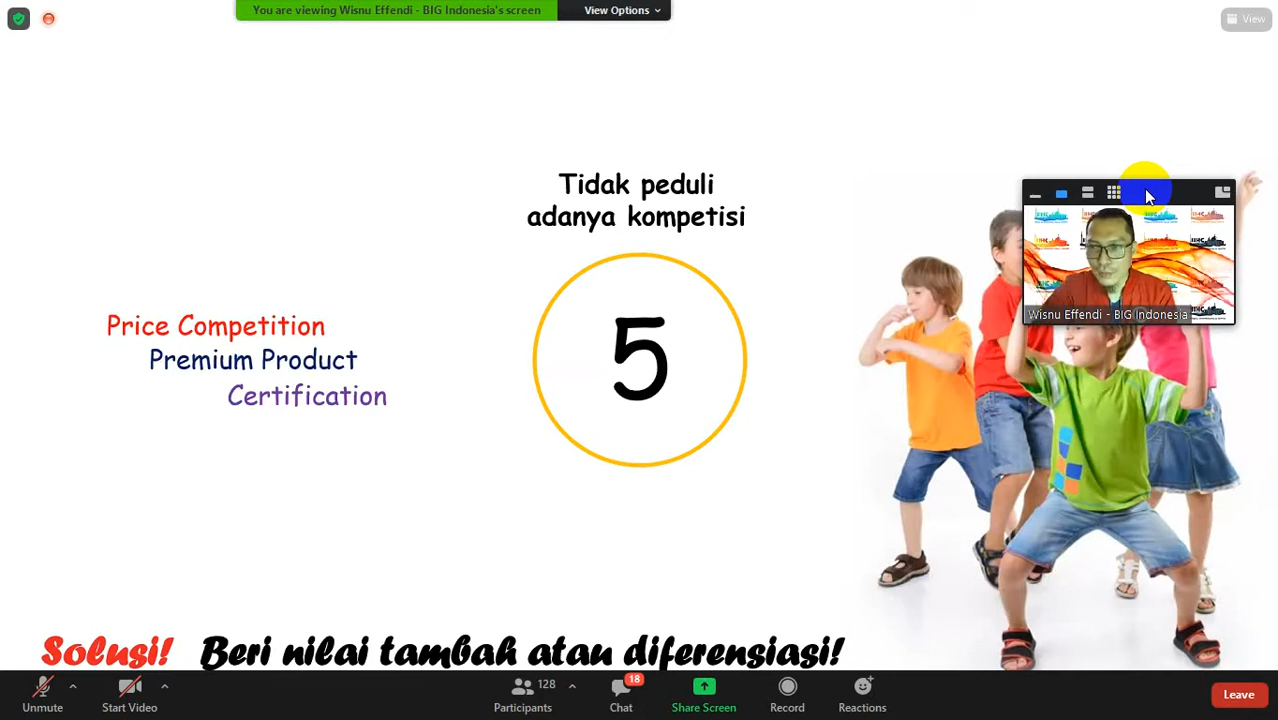 You are viewing Wisnu Effendi - BIG Indonesia's screen
View Options
View
Tidak peduli
adanya kompetisi
5
Price Competition
Premium Product
Certification
Wisnu Effendi - BIG Indonesia
Solusi! Beri nilai tambah atau diferensiasi!
128
18
Unmute
Start Video
Participants
Chat
Share Screen
Record
Reactions
Leave